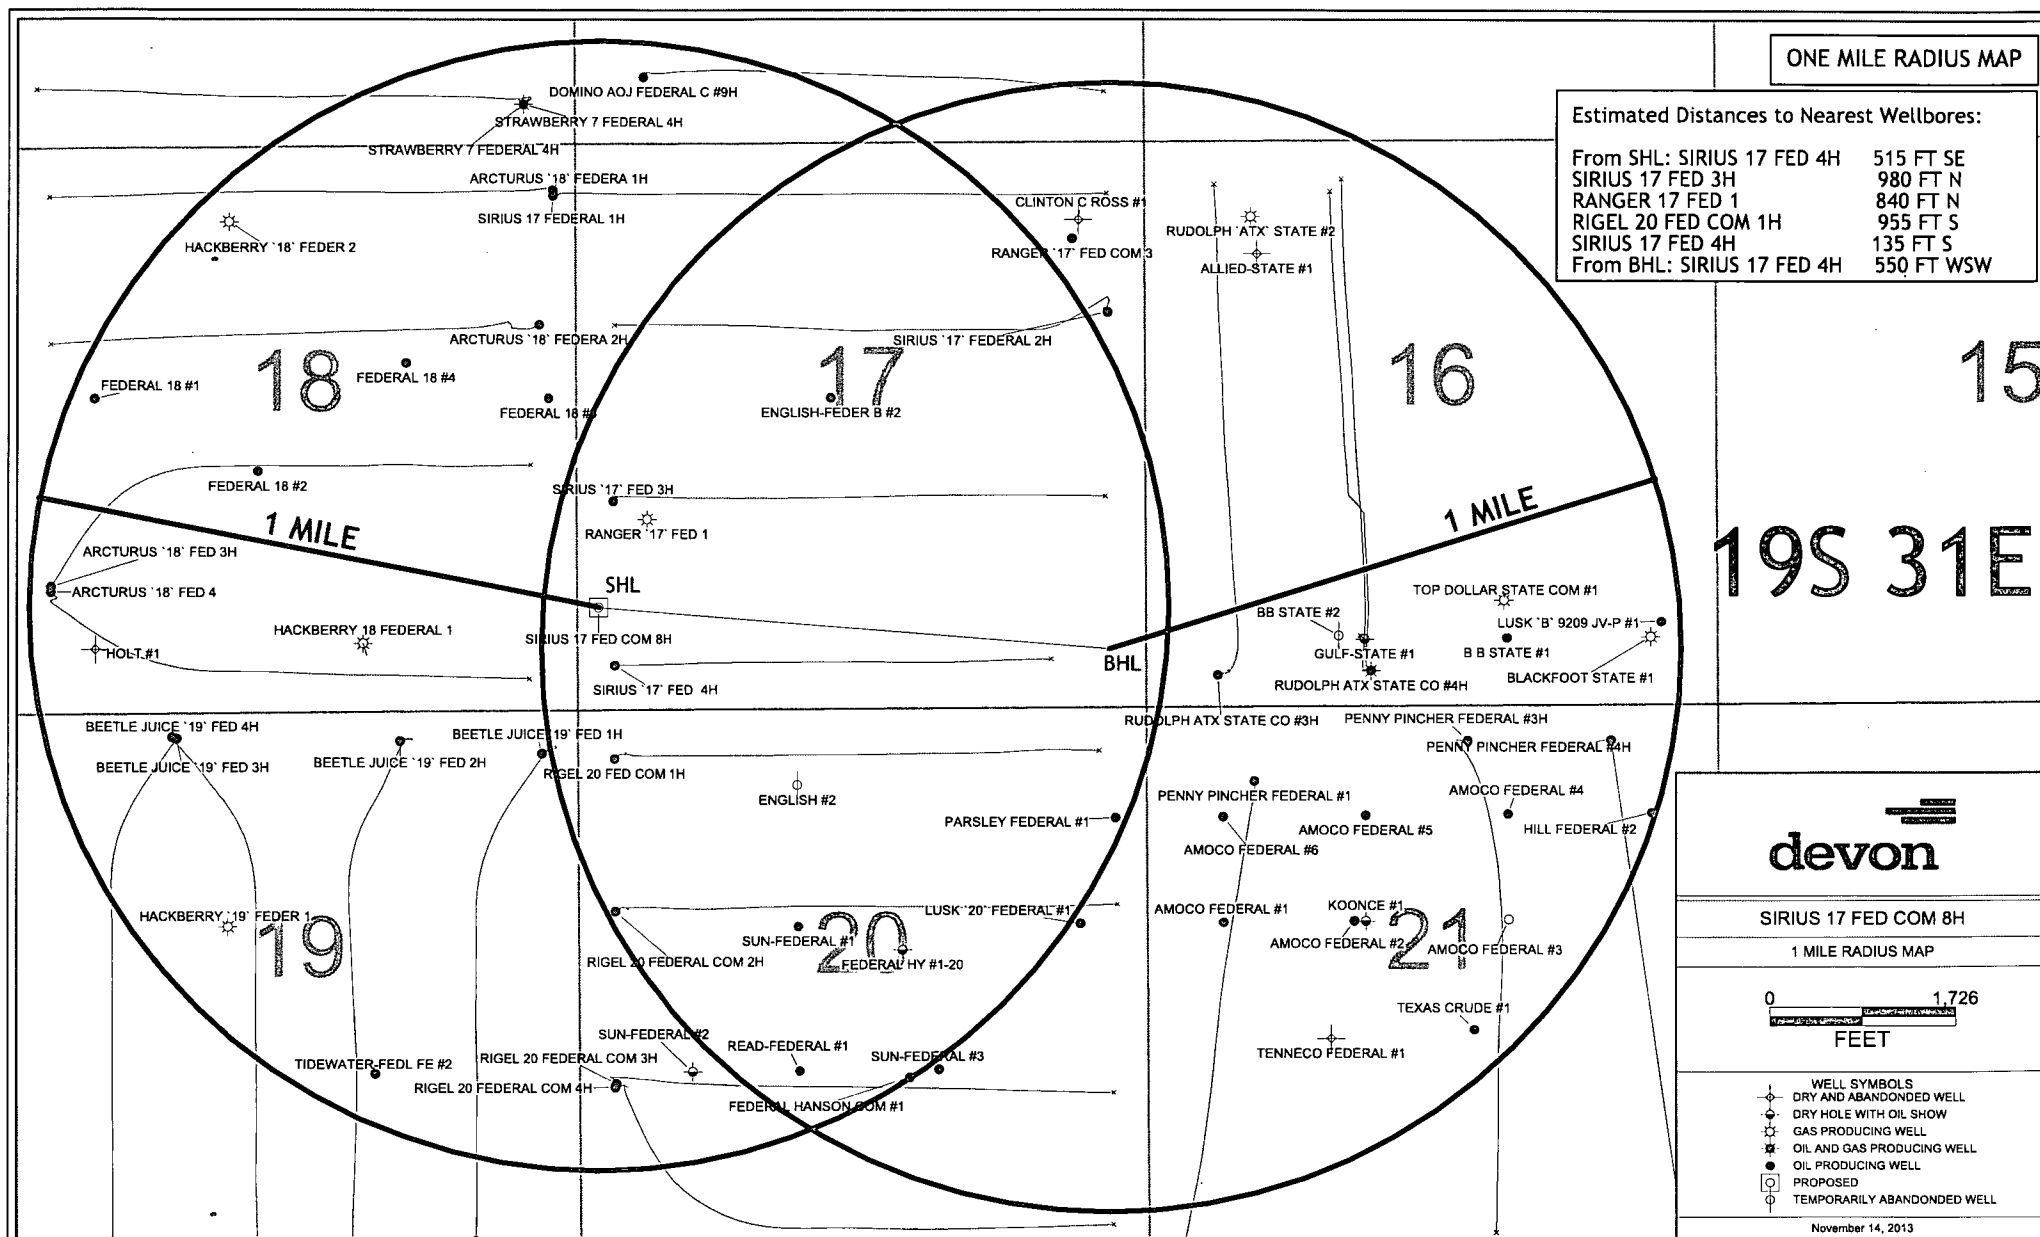 ONE MILE RADIUS MAP
Estimated Distances to Nearest Wellbores:
From SHL: SIRIUS 17 FED 4H 515 FT SE
SIRIUS 17 FED 3H 980 FT N
RANGER 17 FED 1 840 FT N
RIGEL 20 FED COM 1H 955 FT S
SIRIUS 17 FED 4H 135 FT S
From BHL: SIRIUS 17 FED 4H 550 FT WSW
DOMINO AOJ FEDERAL C #9H
STRAWBERRY 7 FEDERAL 4H
STRAWBERRY 7 FEDERAL 4H
ARCTURUS `18` FEDERA 1H
SIRIUS 17 FEDERAL 1H
CLINTON C ROSS #1
HACKBERRY `18` FEDER 2
RANGER `17` FED COM 3
RUDOLPH `ATX` STATE #2
ALLIED-STATE #1
ARCTURUS `18` FEDERA 2H
SIRIUS `17` FEDERAL 2H
18
17
16
15
FEDERAL 18 #4
FEDERAL 18 #1
FEDERAL 18 #3
ENGLISH-FEDER B #2
FEDERAL 18 #2
SIRIUS `17` FED 3H
RANGER `17` FED 1
1 MILE
1 MILE
19S 31E
ARCTURUS `18` FED 3H
ARCTURUS `18` FED 4
SHL
TOP DOLLAR STATE COM #1
BB STATE #2
LUSK `B` 9209 JV-P #1
HACKBERRY 18 FEDERAL 1
SIRIUS 17 FED COM 8H
HOLT #1
GULF-STATE #1
B B STATE #1
BHL
BLACKFOOT STATE #1
SIRIUS `17` FED 4H
RUDOLPH ATX STATE CO #4H
RUDOLPH ATX STATE CO #3H
PENNY PINCHER FEDERAL #3H
BEETLE JUICE `19` FED 4H
BEETLE JUICE `19` FED 1H
PENNY PINCHER FEDERAL #4H
BEETLE JUICE `19` FED 3H
BEETLE JUICE `19` FED 2H
RIGEL 20 FED COM 1H
ENGLISH #2
PENNY PINCHER FEDERAL #1
AMOCO FEDERAL #4
PARSLEY FEDERAL #1
AMOCO FEDERAL #5
HILL FEDERAL #2
AMOCO FEDERAL #6
HACKBERRY `19` FEDER 1
LUSK `20` FEDERAL #1
AMOCO FEDERAL #1
KOONCE #1
19
20
21
SUN-FEDERAL #1
AMOCO FEDERAL #2
AMOCO FEDERAL #3
RIGEL 20 FEDERAL COM 2H
FEDERAL HY #1-20
TEXAS CRUDE #1
SUN-FEDERAL #2
READ-FEDERAL #1
SUN-FEDERAL #3
TENNECO FEDERAL #1
TIDEWATER-FEDL FE #2
RIGEL 20 FEDERAL COM 3H
RIGEL 20 FEDERAL COM 4H
FEDERAL HANSON COM #1
devon
SIRIUS 17 FED COM 8H
1 MILE RADIUS MAP
0 1,726
FEET
WELL SYMBOLS
DRY AND ABANDONDED WELL
DRY HOLE WITH OIL SHOW
GAS PRODUCING WELL
OIL AND GAS PRODUCING WELL
OIL PRODUCING WELL
PROPOSED
TEMPORARILY ABANDONDED WELL
November 14, 2013